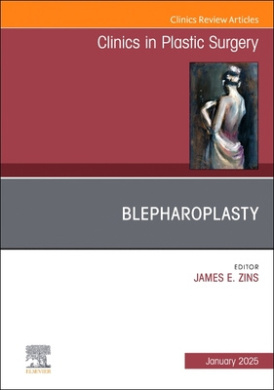 Clinics Review Articles
Clinics in Plastic Surgery
BLEPHAROPLASTY
EDITOR
JAMES E. ZINS
ELSEVIER
January 2025